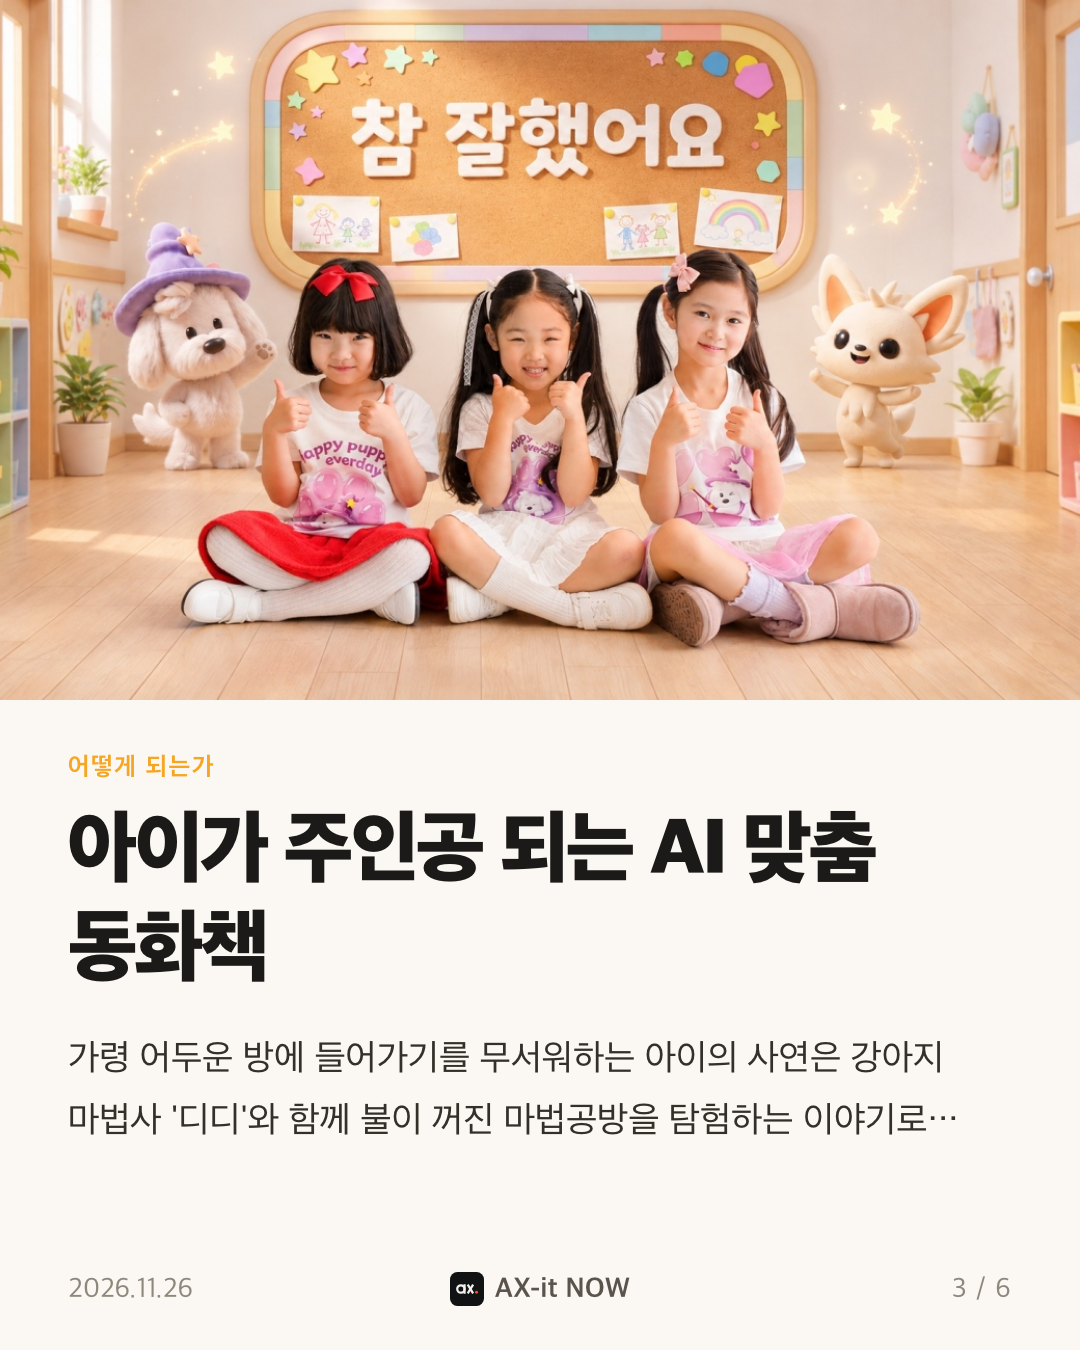 참 잘했어요
happy puppy
everday
어떻게 되는가
아이가 주인공 되는 AI 맞춤
동화책
가령 어두운 방에 들어가기를 무서워하는 아이의 사연은 강아지
마법사 '디디'와 함께 불이 꺼진 마법공방을 탐험하는 이야기로…
2026.11.26
ax. AX-it NOW
3 / 6